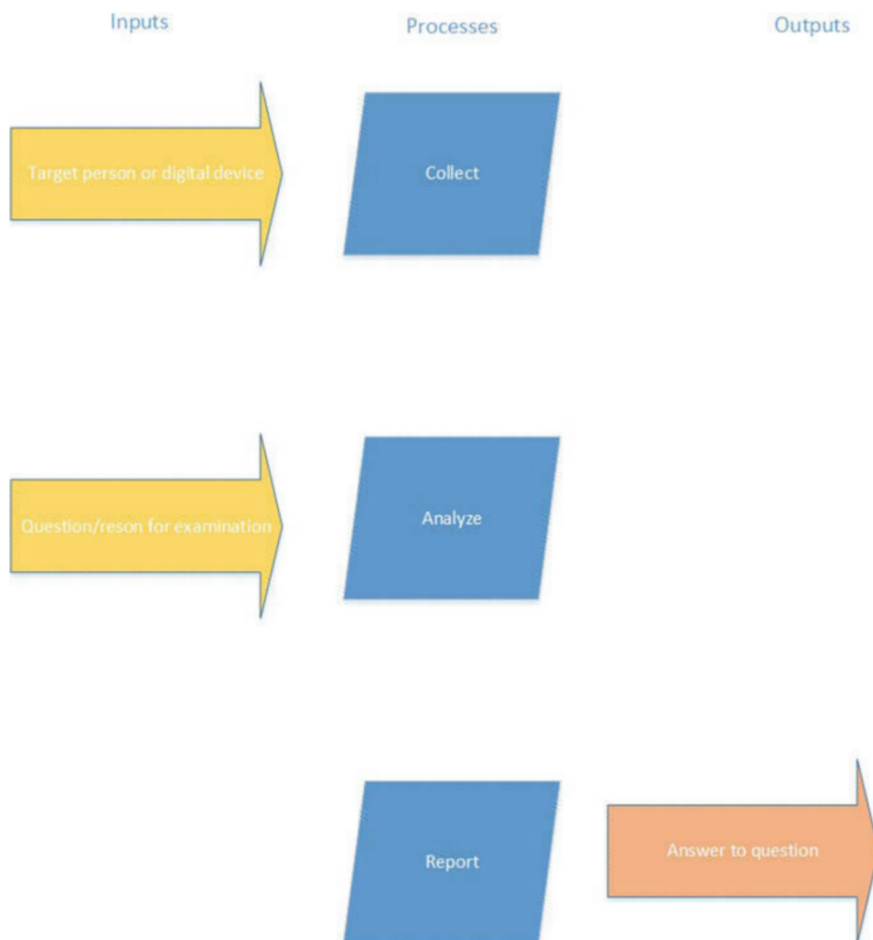 Inputs
Processes
Outputs
Target person or digital device
Collect
Question/reson for examination
Analyze
Report
Answer to question